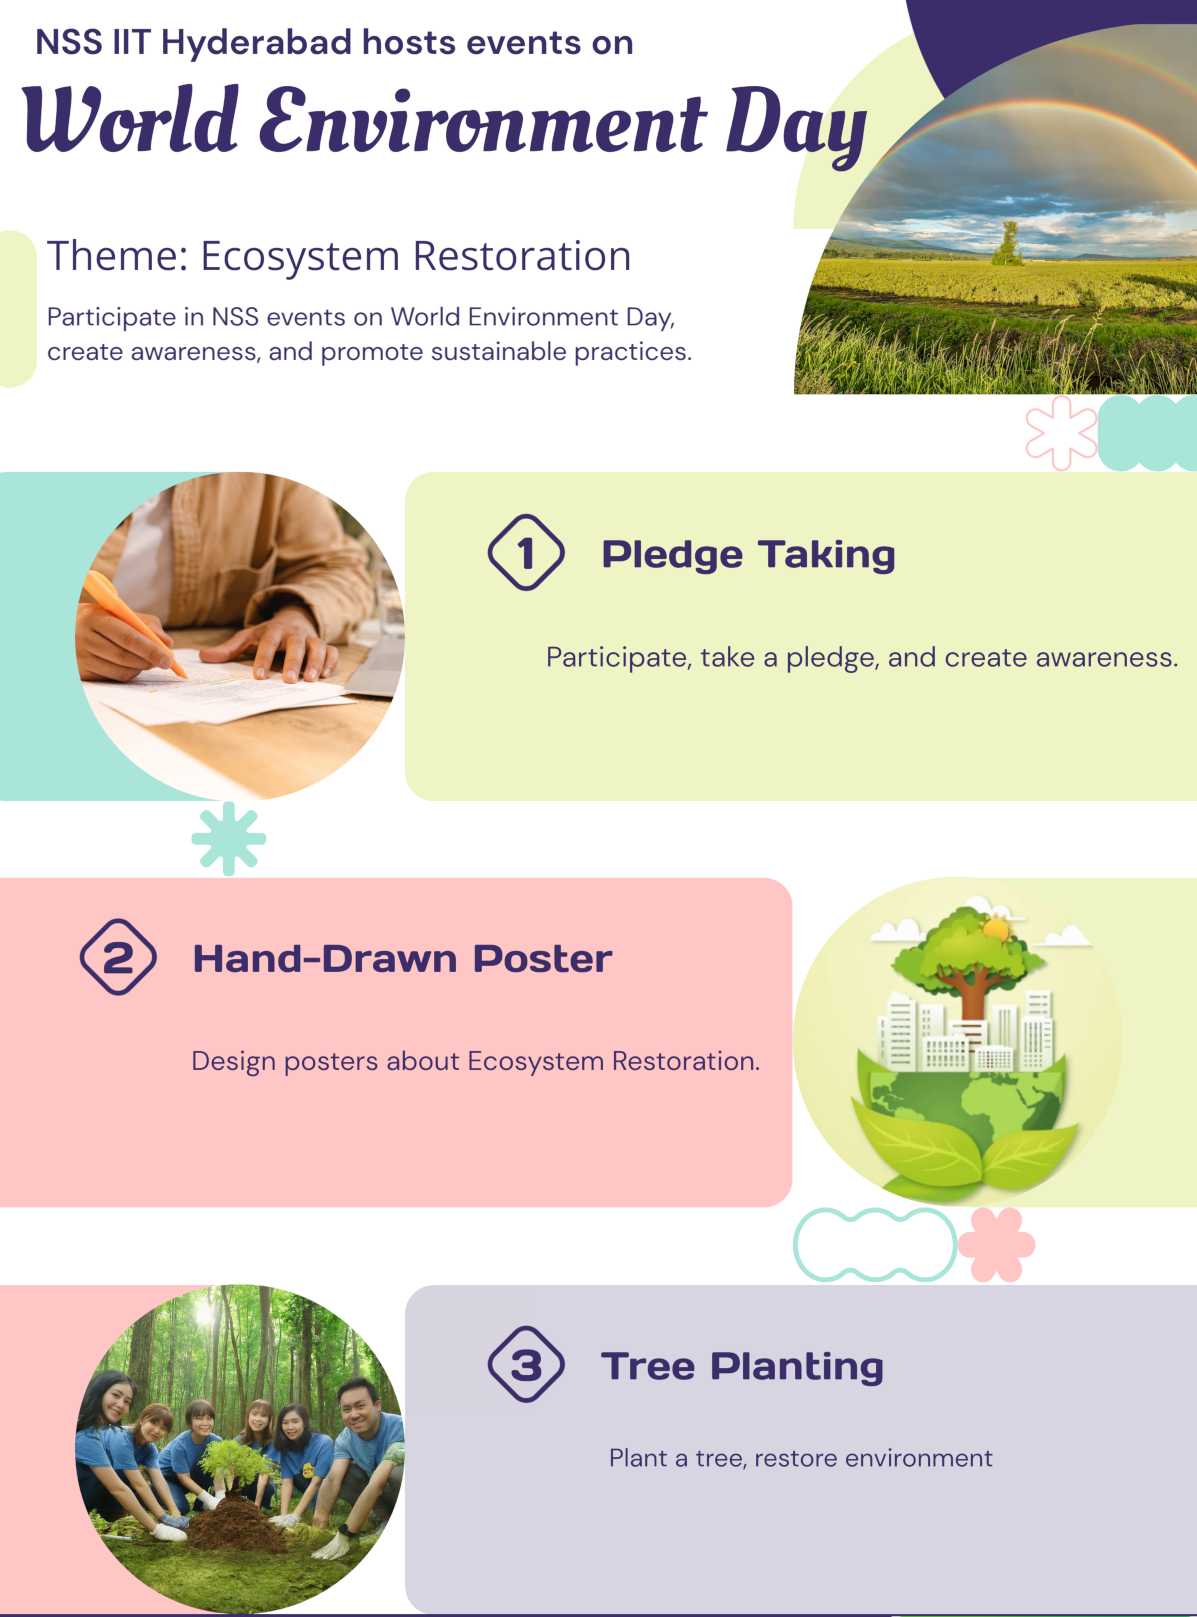 NSS IIT Hyderabad hosts events on
World Environment Day
Theme: Ecosystem Restoration
Participate in NSS events on World Environment Day,
create awareness, and promote sustainable practices.
1 Pledge Taking
Participate, take a pledge, and create awareness.
2 Hand-Drawn Poster
Design posters about Ecosystem Restoration.
3 Tree Planting
Plant a tree, restore environment